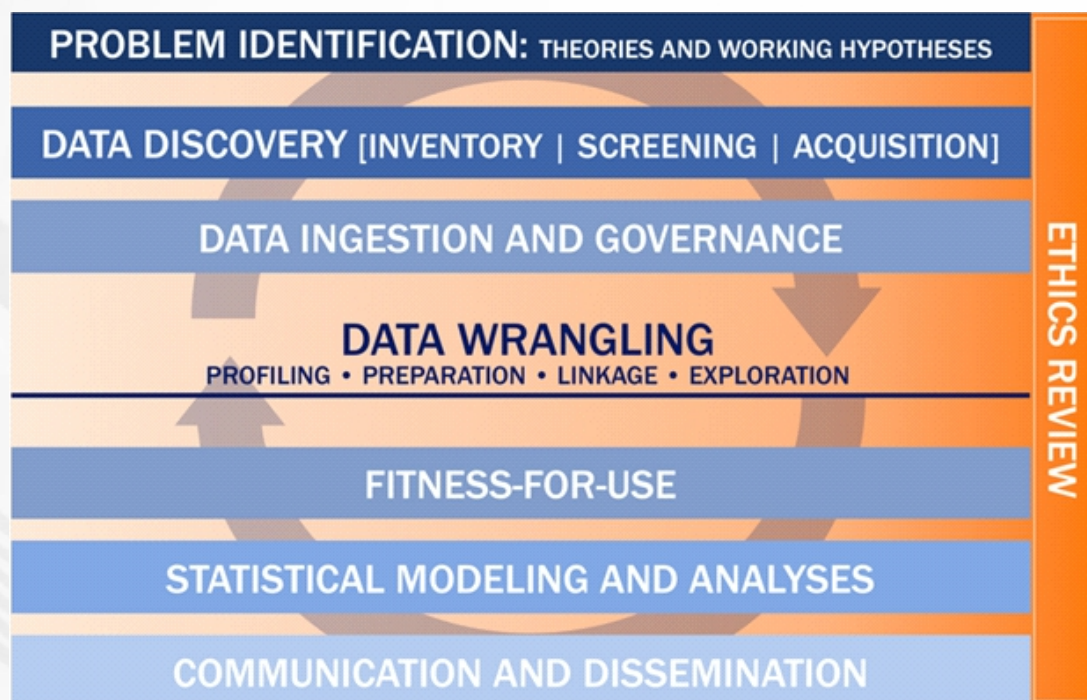 PROBLEM IDENTIFICATION: THEORIES AND WORKING HYPOTHESES
DATA DISCOVERY [INVENTORY | SCREENING | ACQUISITION]
DATA INGESTION AND GOVERNANCE
DATA WRANGLING
PROFILING • PREPARATION • LINKAGE • EXPLORATION
FITNESS-FOR-USE
STATISTICAL MODELING AND ANALYSES
COMMUNICATION AND DISSEMINATION
ETHICS REVIEW